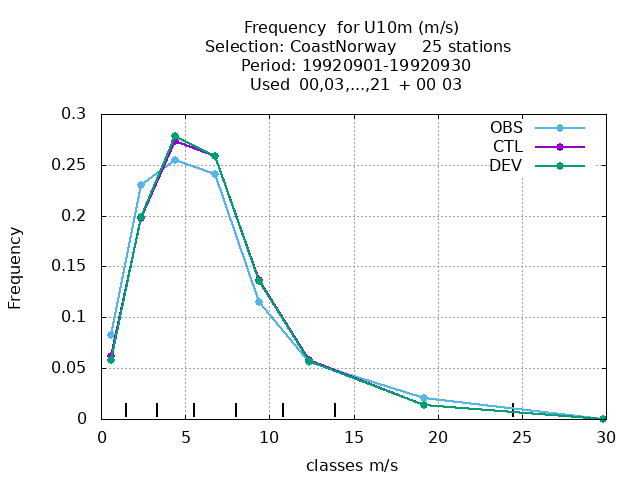 Frequency  for U10m (m/s)
Selection: CoastNorway     25 stations
Period: 19920901-19920930
Used  00,03,...,21  + 00 03
0.3
0.25
0.2
0.15
0.1
0.05
0
Frequency
OBS
CTL
DEV
0 5 10 15 20 25 30
classes m/s